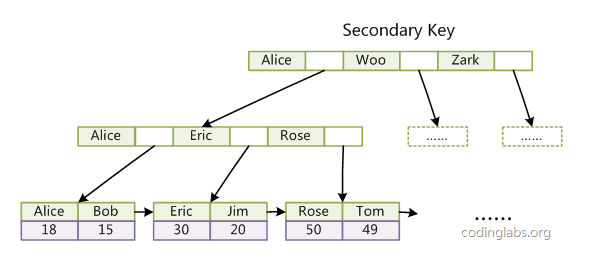 Secondary Key
Alice Woo Zark
Alice Eric Rose …… ……
Alice Bob Eric Jim Rose Tom ……
18 15 30 20 50 49
codinglabs.org